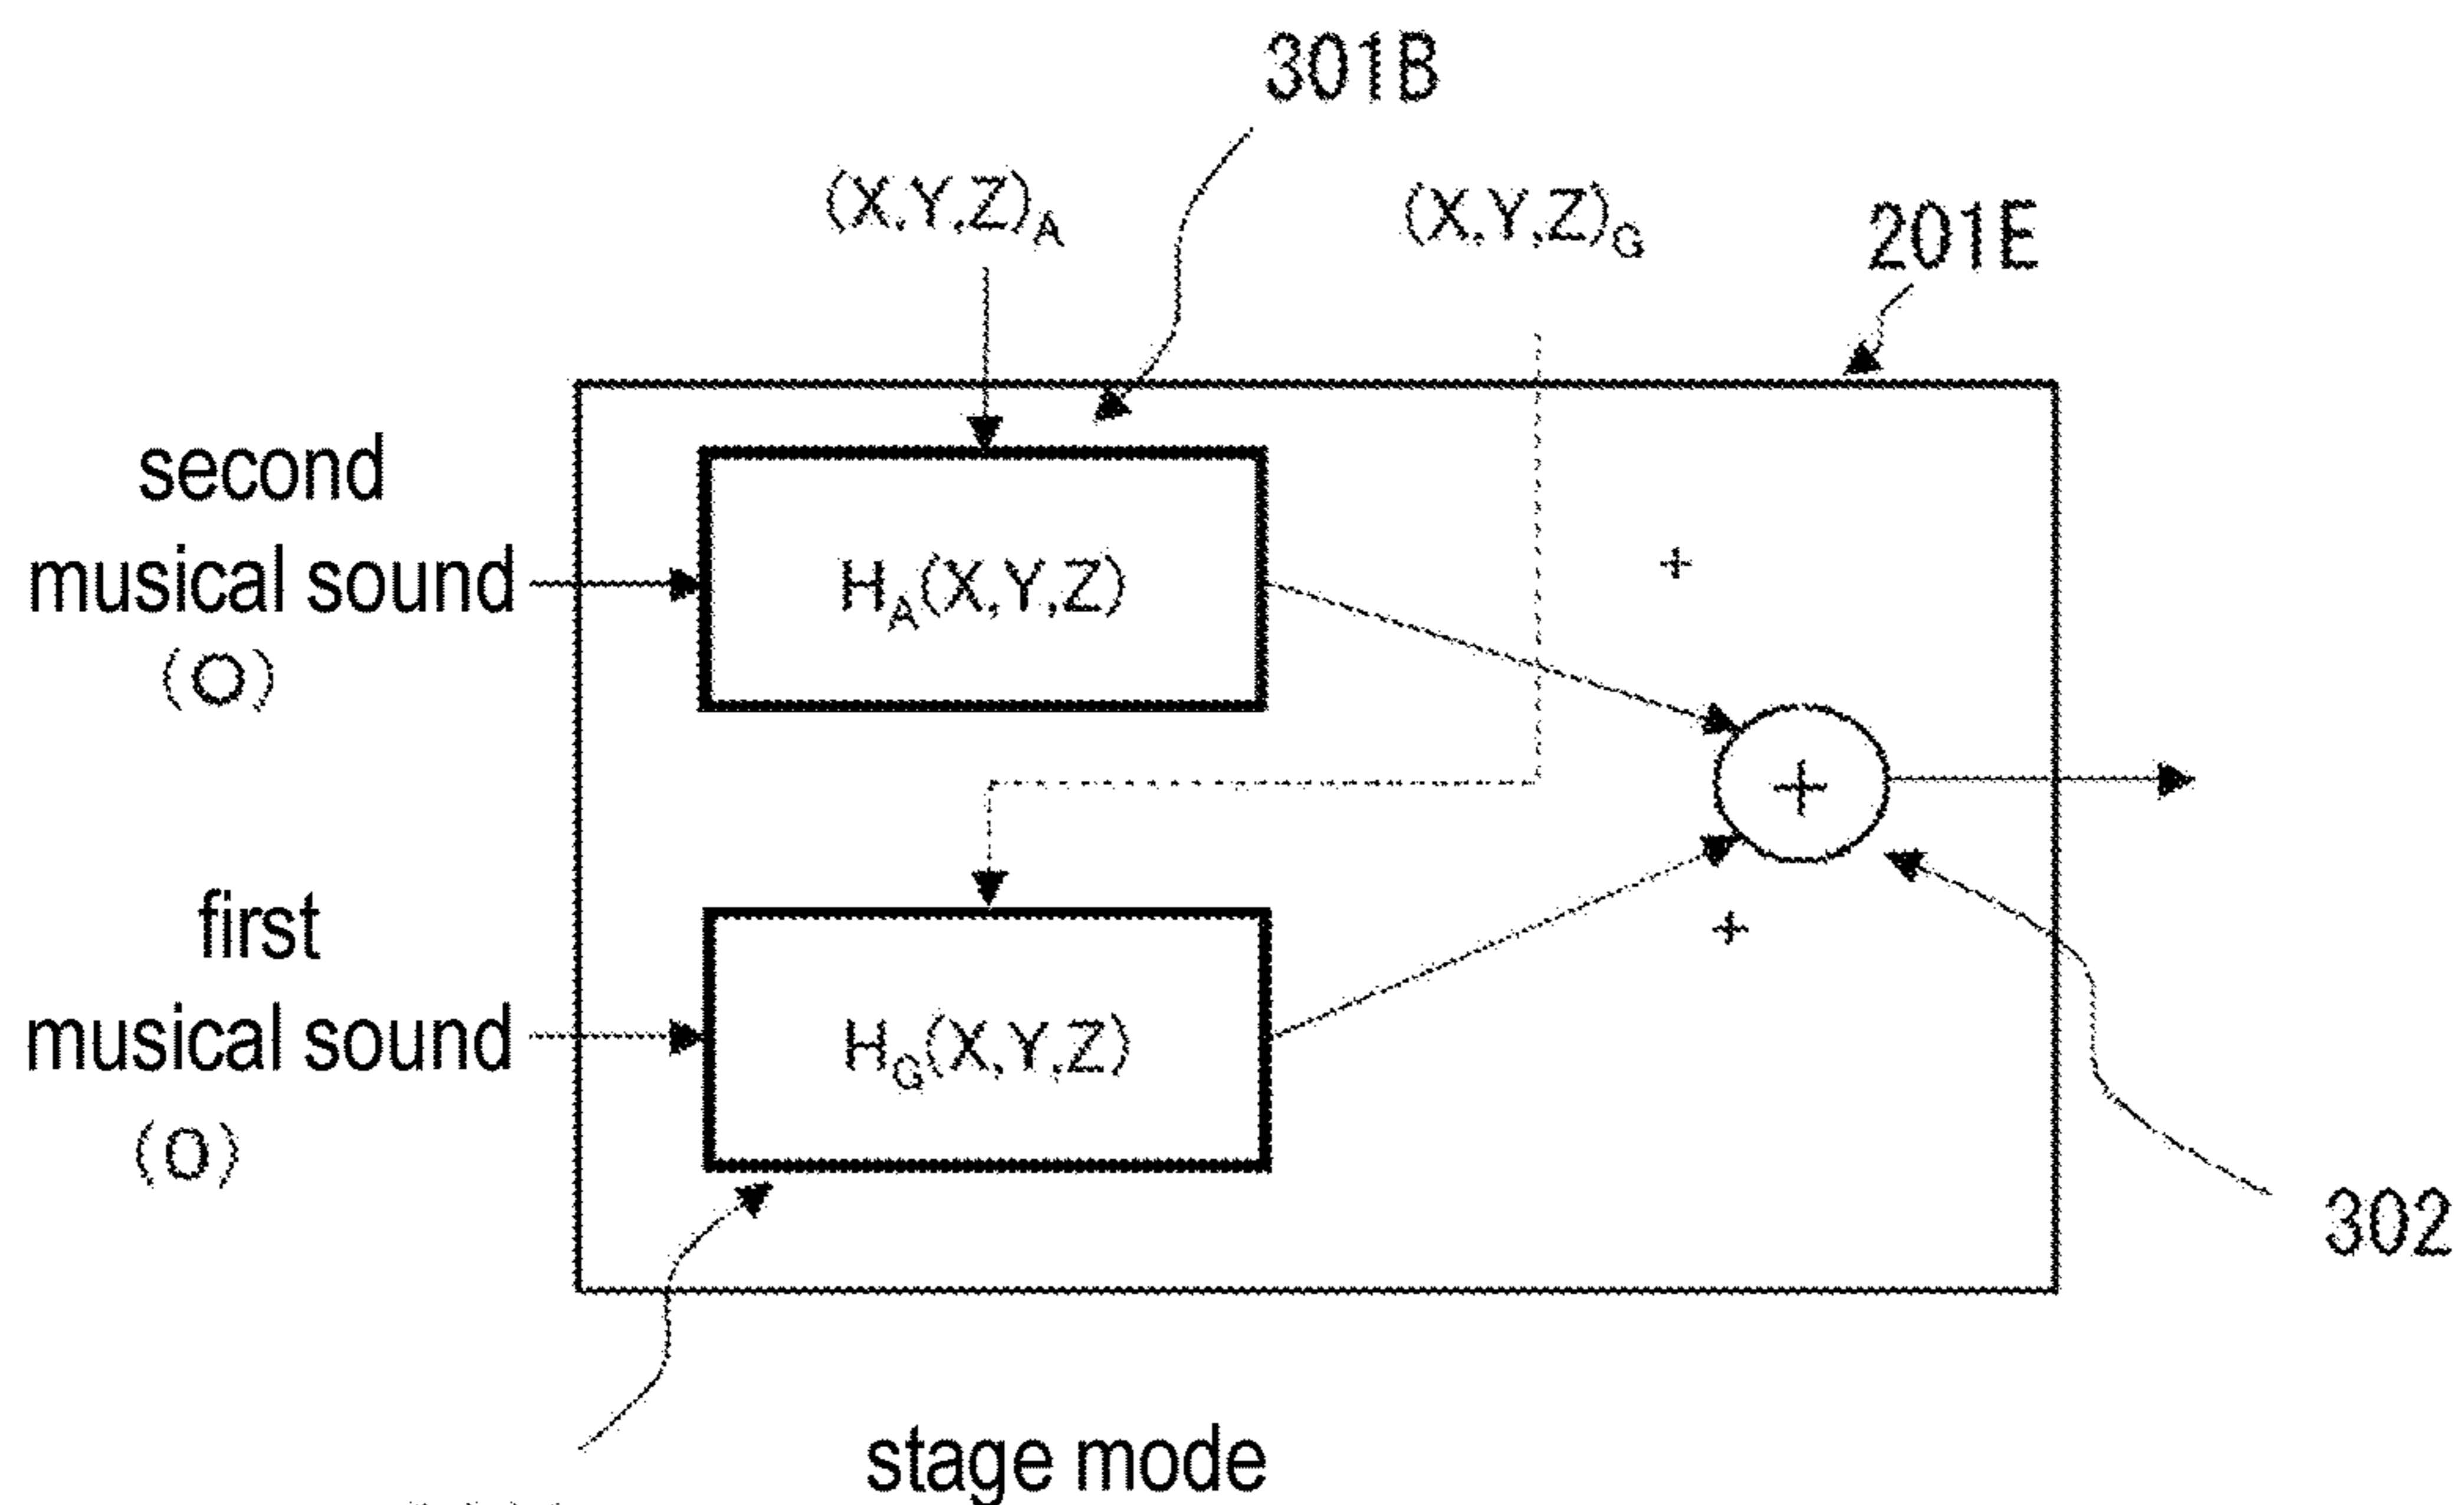 301B
(X,Y,Z)A
(X,Y,Z)G
201E
second
musical sound
(O)
HA(X,Y,Z)
+
+
first
musical sound
(O)
HG(X,Y,Z)
+
302
stage mode